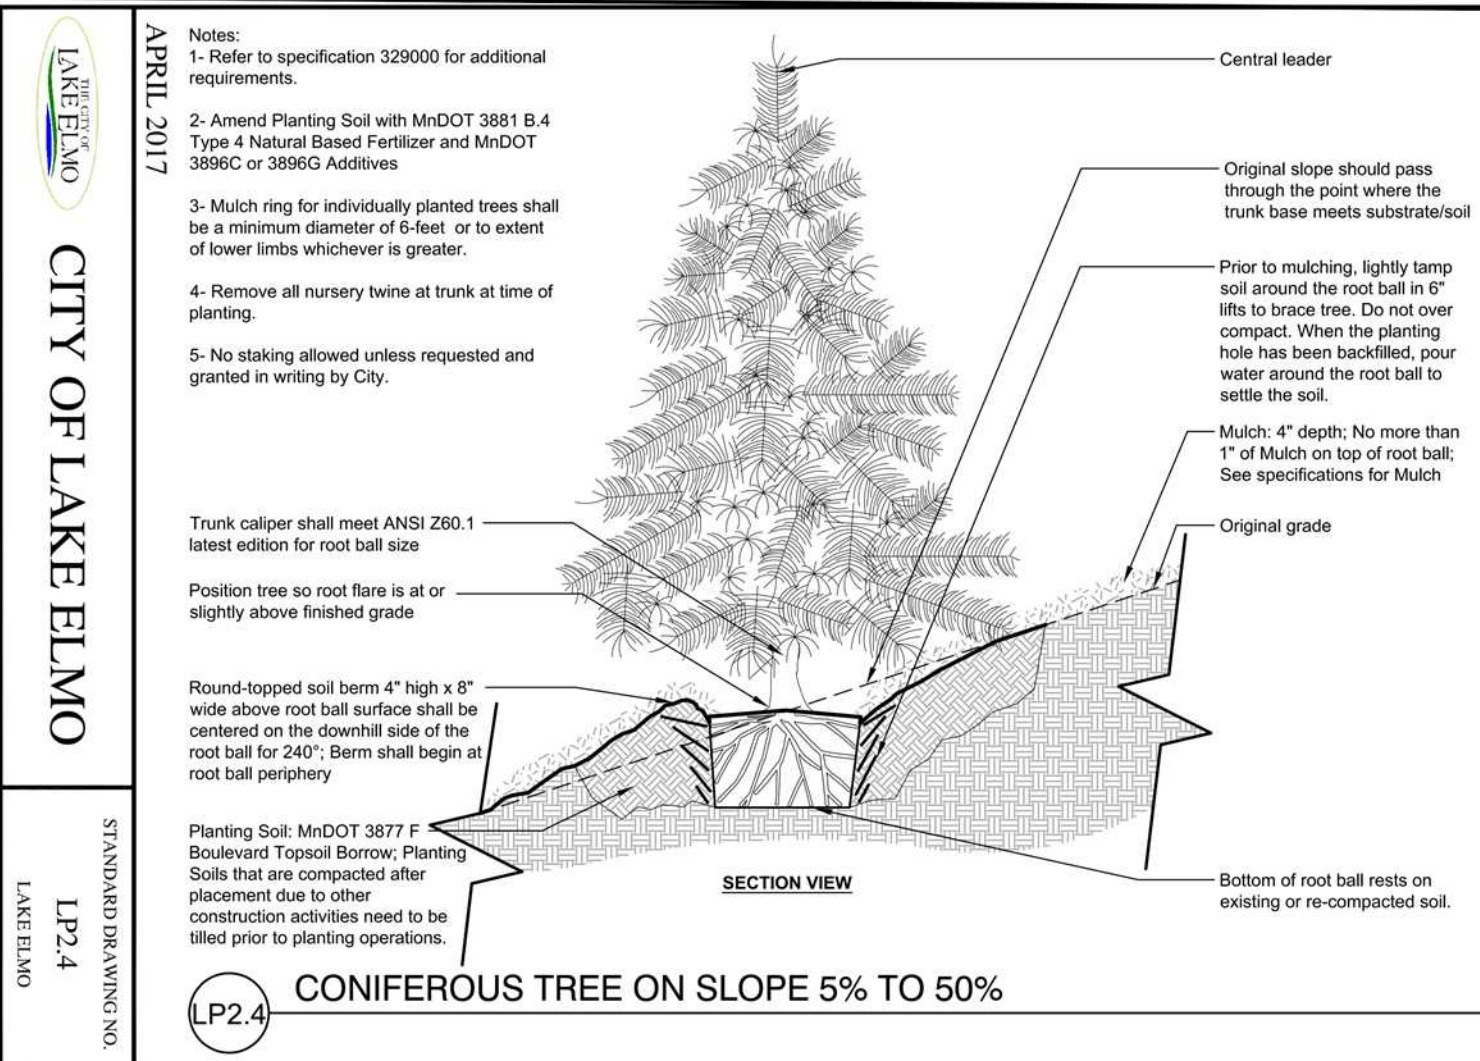 THE CITY OF
LAKE ELMO
CITY OF LAKE ELMO
STANDARD DRAWING NO.
LP2.4
LAKE ELMO
APRIL 2017
Notes:
1- Refer to specification 329000 for additional
requirements.
2- Amend Planting Soil with MnDOT 3881 B.4
Type 4 Natural Based Fertilizer and MnDOT
3896C or 3896G Additives
3- Mulch ring for individually planted trees shall
be a minimum diameter of 6-feet or to extent
of lower limbs whichever is greater.
4- Remove all nursery twine at trunk at time of
planting.
5- No staking allowed unless requested and
granted in writing by City.
Trunk caliper shall meet ANSI Z60.1
latest edition for root ball size
Position tree so root flare is at or
slightly above finished grade
Round-topped soil berm 4" high x 8"
wide above root ball surface shall be
centered on the downhill side of the
root ball for 240°; Berm shall begin at
root ball periphery
Planting Soil: MnDOT 3877 F
Boulevard Topsoil Borrow; Planting
Soils that are compacted after
placement due to other
construction activities need to be
tilled prior to planting operations.
Central leader
Original slope should pass
through the point where the
trunk base meets substrate/soil
Prior to mulching, lightly tamp
soil around the root ball in 6"
lifts to brace tree. Do not over
compact. When the planting
hole has been backfilled, pour
water around the root ball to
settle the soil.
Mulch: 4" depth; No more than
1" of Mulch on top of root ball;
See specifications for Mulch
Original grade
Bottom of root ball rests on
existing or re-compacted soil.
SECTION VIEW
LP2.4
CONIFEROUS TREE ON SLOPE 5% TO 50%